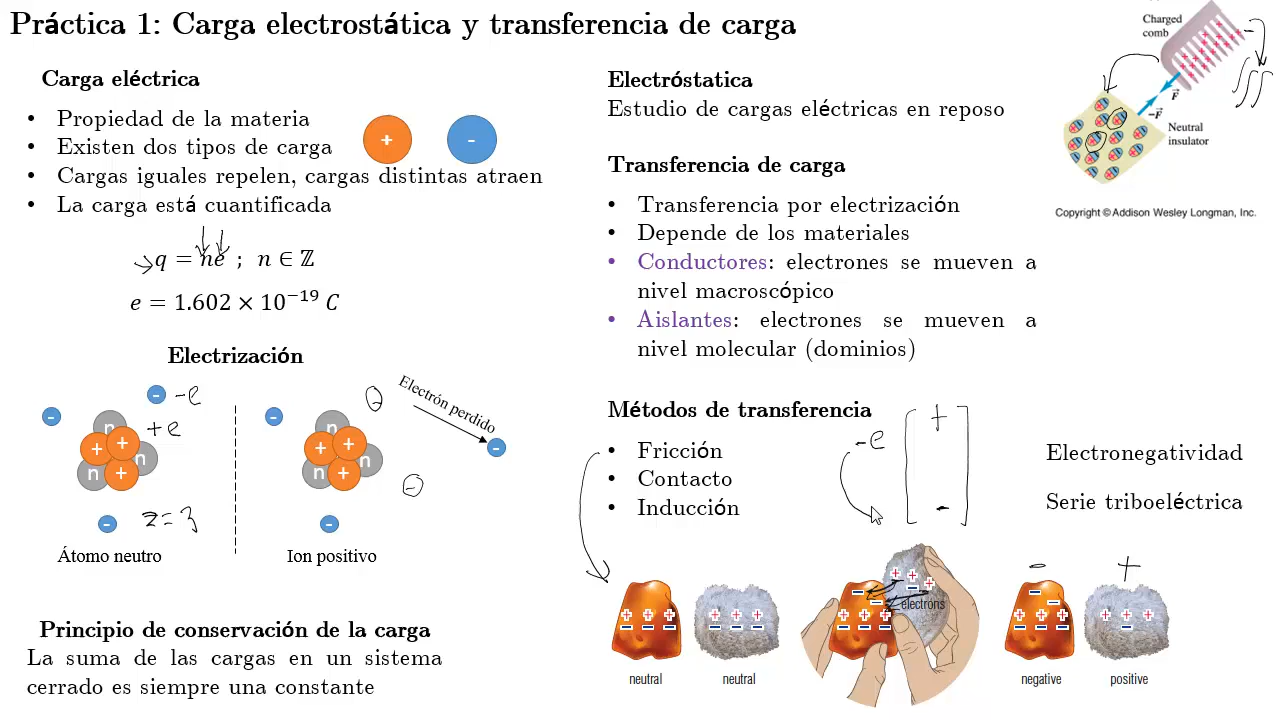 Práctica 1: Carga electrostática y transferencia de carga
Carga eléctrica
• Propiedad de la materia
• Existen dos tipos de carga
• Cargas iguales repelen, cargas distintas atraen
• La carga está cuantificada
+
-
q = ne ; n ∈ ℤ
e = 1.602 × 10⁻¹⁹ C
Electrización
- -e
-
n
+e
+ +
n
n +
-
z=3
Átomo neutro
-
n
+ +
n
n +
-
Electrón perdido
-
Ion positivo
Principio de conservación de la carga
La suma de las cargas en un sistema
cerrado es siempre una constante
Electróstatica
Estudio de cargas eléctricas en reposo
Transferencia de carga
• Transferencia por electrización
• Depende de los materiales
• Conductores: electrones se mueven a
nivel macroscópico
• Aislantes: electrones se mueven a
nivel molecular (dominios)
Charged
comb
F
-F
Neutral
insulator
Copyright © Addison Wesley Longman, Inc.
Métodos de transferencia
• Fricción
• Contacto
• Inducción
-e
+
-
Electronegatividad
Serie triboeléctrica
- +
electrons
neutral
neutral
negative
positive